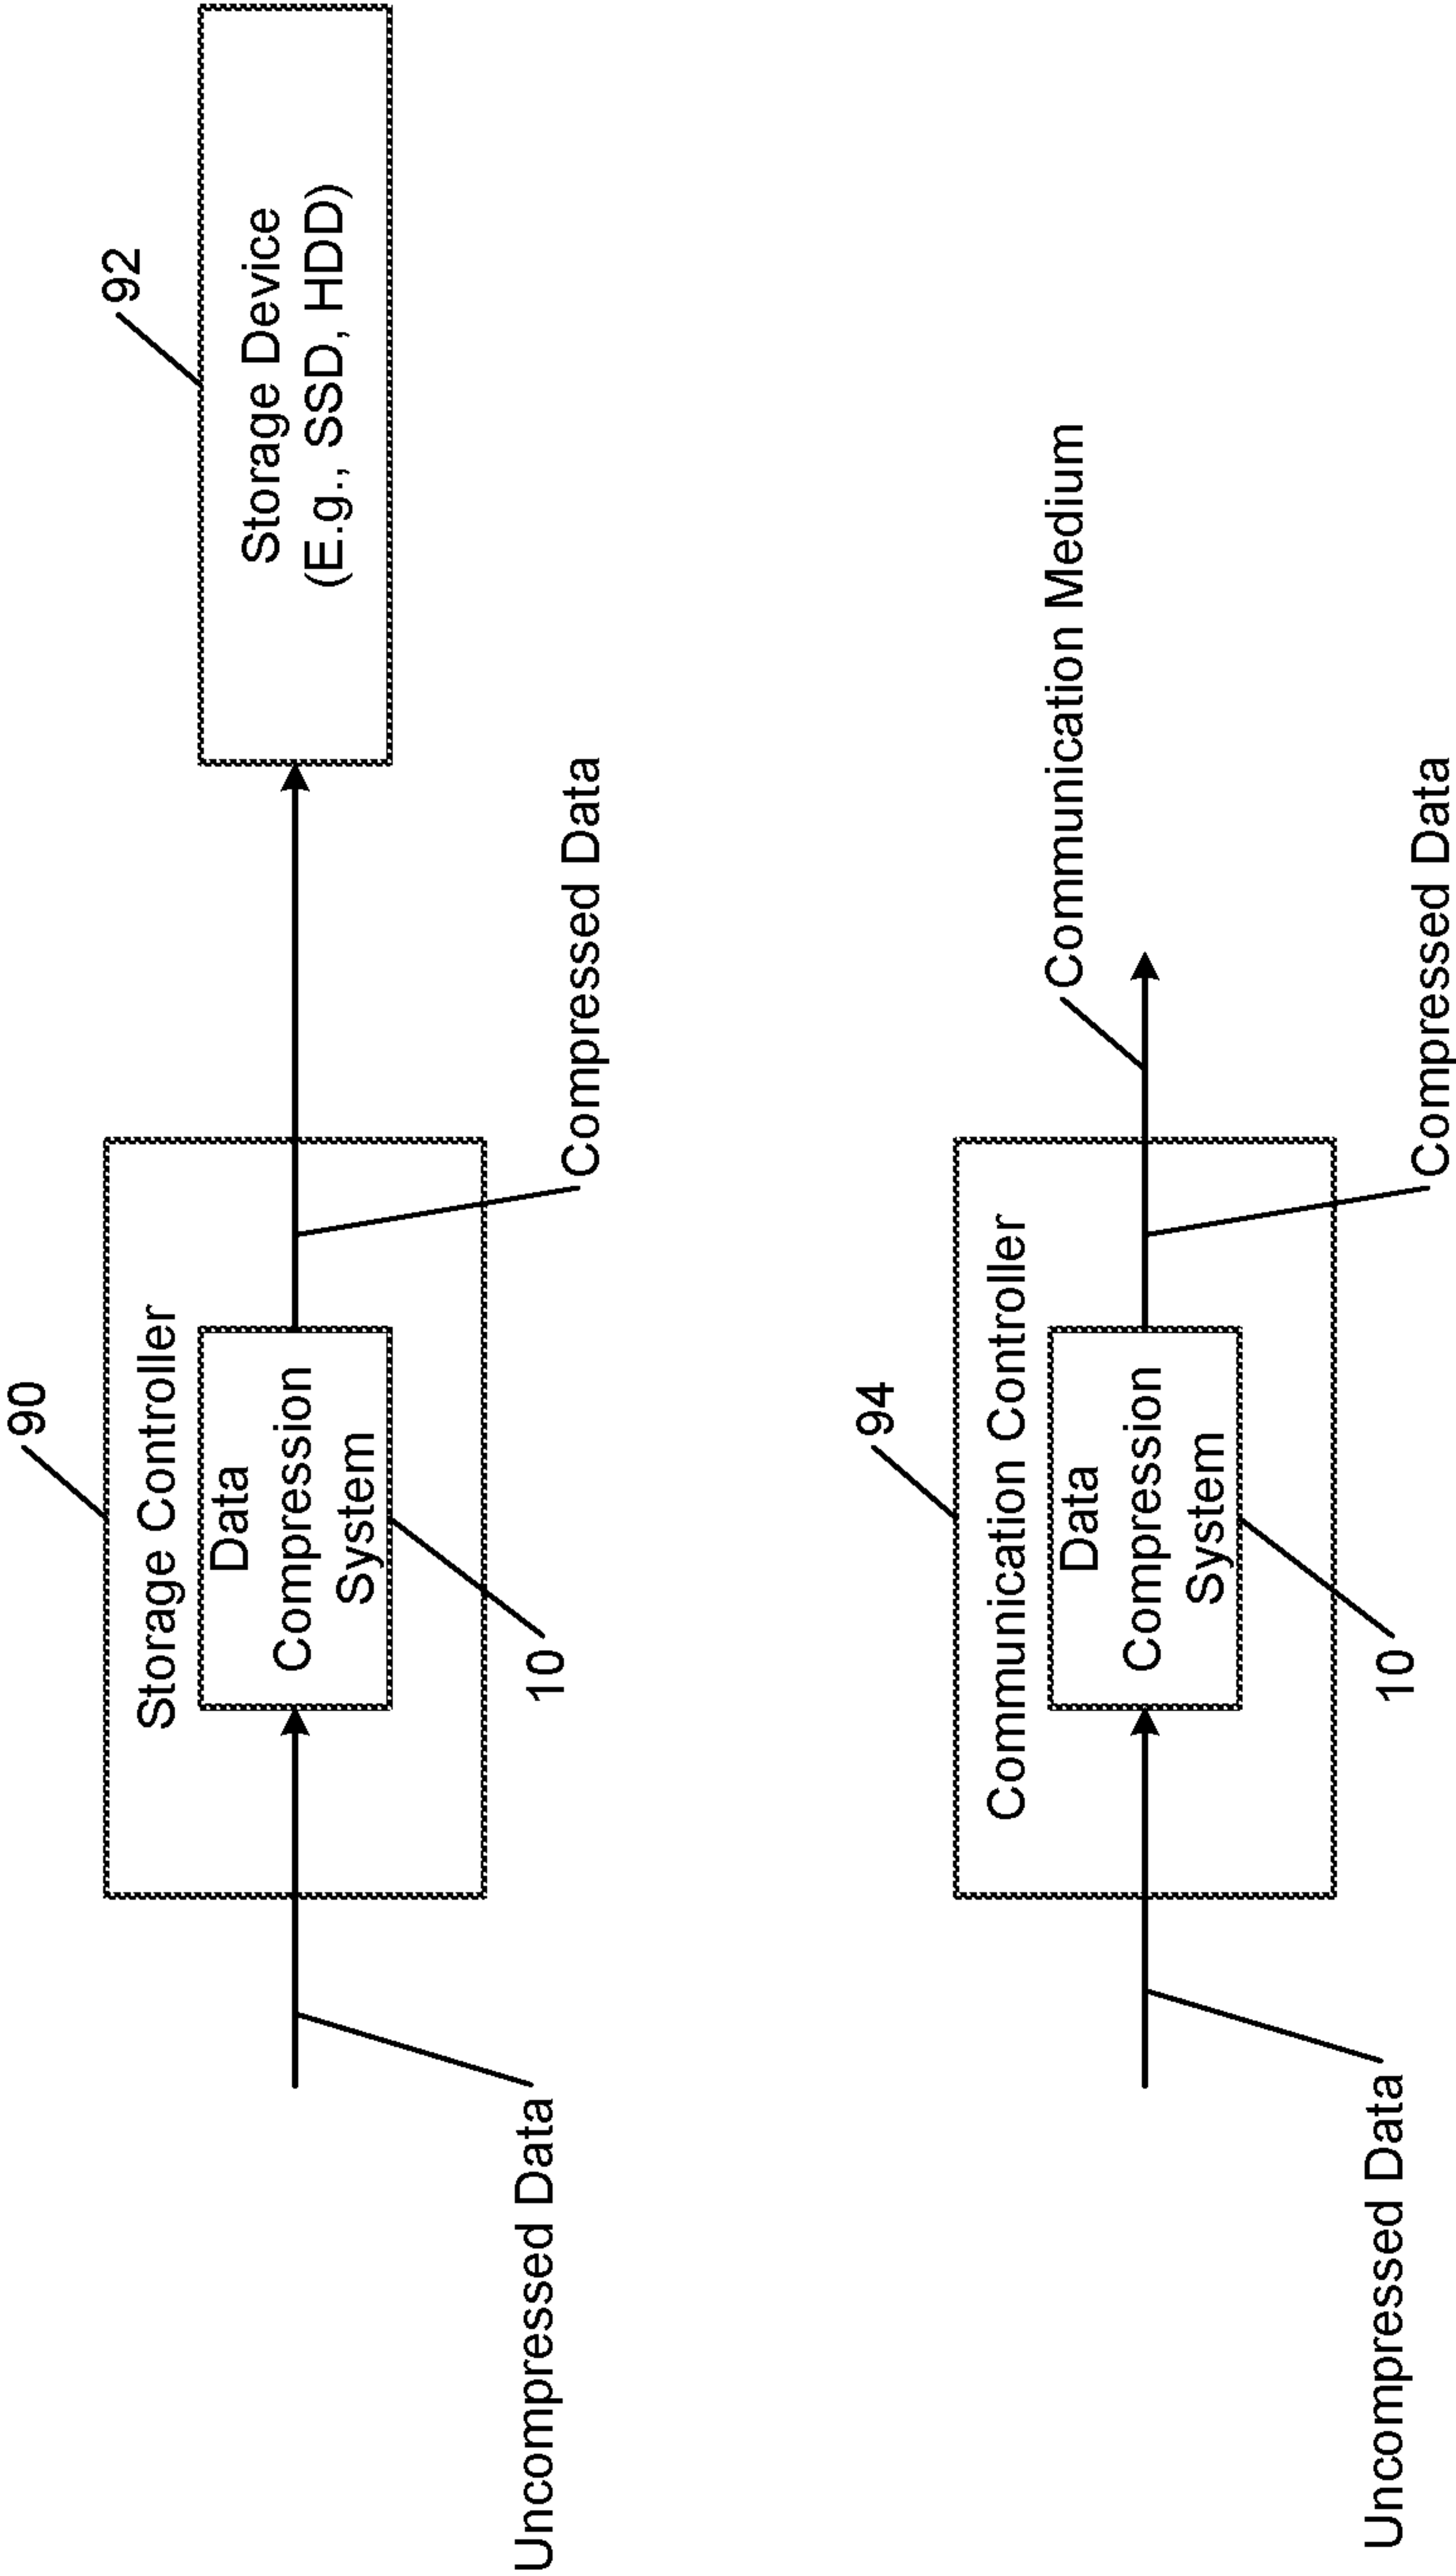 90
Storage Controller
Data
Compression
System
10
Uncompressed Data
Compressed Data
92
Storage Device
(E.g., SSD, HDD)
94
Communication Controller
Data
Compression
System
10
Uncompressed Data
Compressed Data
Communication Medium